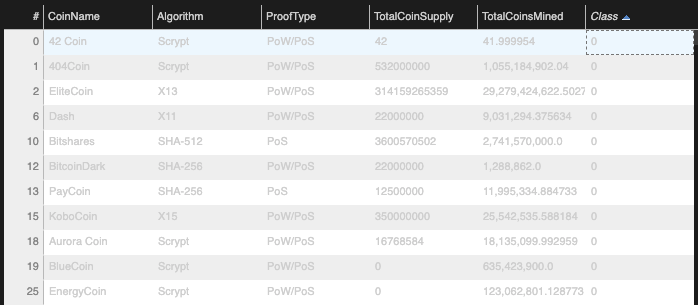 # CoinName Algorithm ProofType TotalCoinSupply TotalCoinsMined Class
0 42 Coin Scrypt PoW/PoS 42 41.999954 0
1 404Coin Scrypt PoW/PoS 532000000 1,055,184,902.04 0
2 EliteCoin X13 PoW/PoS 314159265359 29,279,424,622.5027 0
6 Dash X11 PoW/PoS 22000000 9,031,294.375634 0
10 Bitshares SHA-512 PoS 3600570502 2,741,570,000.0 0
12 BitcoinDark SHA-256 PoW/PoS 22000000 1,288,862.0 0
13 PayCoin SHA-256 PoS 12500000 11,995,334.884733 0
15 KoboCoin X15 PoW/PoS 350000000 25,542,535.588184 0
18 Aurora Coin Scrypt PoW/PoS 16768584 18,135,099.992959 0
19 BlueCoin Scrypt PoW/PoS 0 635,423,900.0 0
25 EnergyCoin Scrypt PoW/PoS 0 123,062,801.128773 0